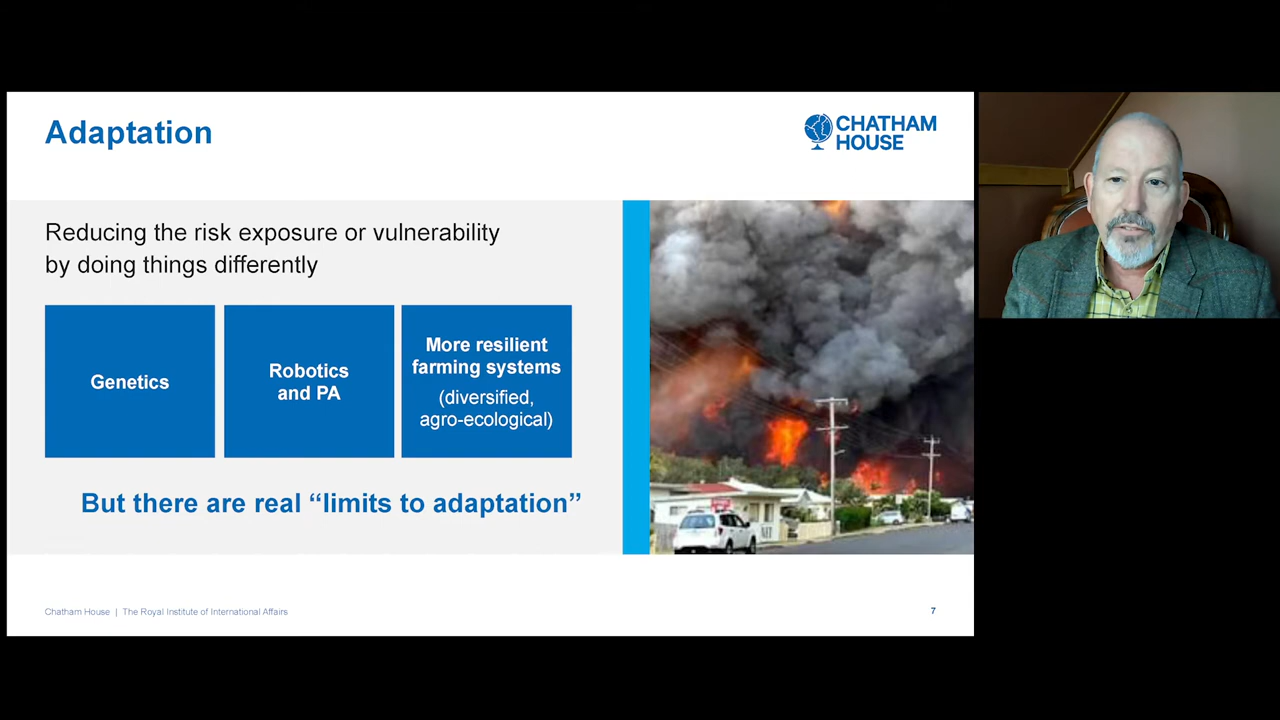 Adaptation
CHATHAM
HOUSE
Reducing the risk exposure or vulnerability
by doing things differently
Genetics
Robotics
and PA
More resilient
farming systems
(diversified,
agro-ecological)
But there are real “limits to adaptation”
Chatham House | The Royal Institute of International Affairs
7